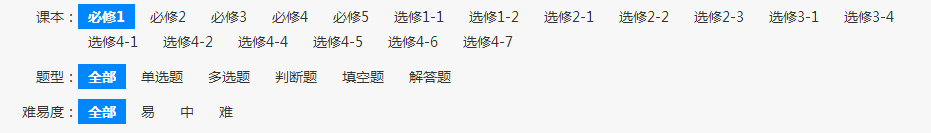 课本： 必修1 必修2 必修3 必修4 必修5 选修1-1 选修1-2 选修2-1 选修2-2 选修2-3 选修3-1 选修3-4
选修4-1 选修4-2 选修4-4 选修4-5 选修4-6 选修4-7
题型： 全部 单选题 多选题 判断题 填空题 解答题
难易度： 全部 易 中 难